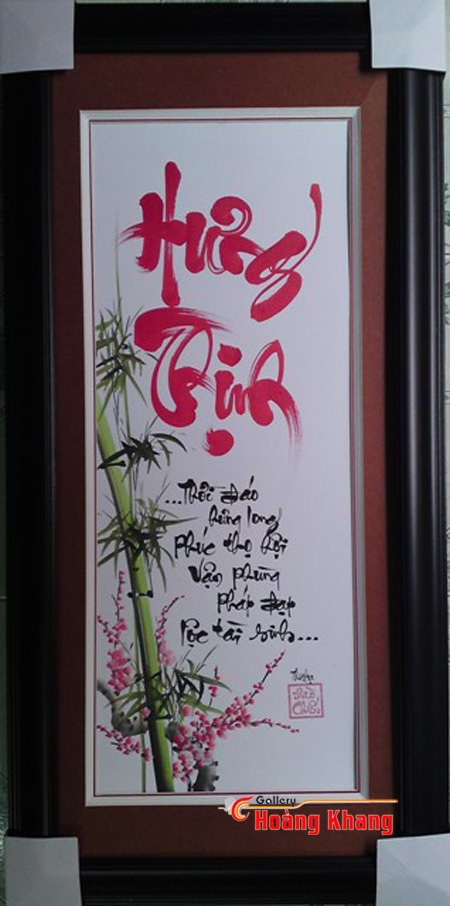 Hưng
Thịnh
...Thời đáo
hưng long
phúc thọ hội
Vận phùng
phát đạt
lộc tài sinh...
Gallery
Hoàng Khang